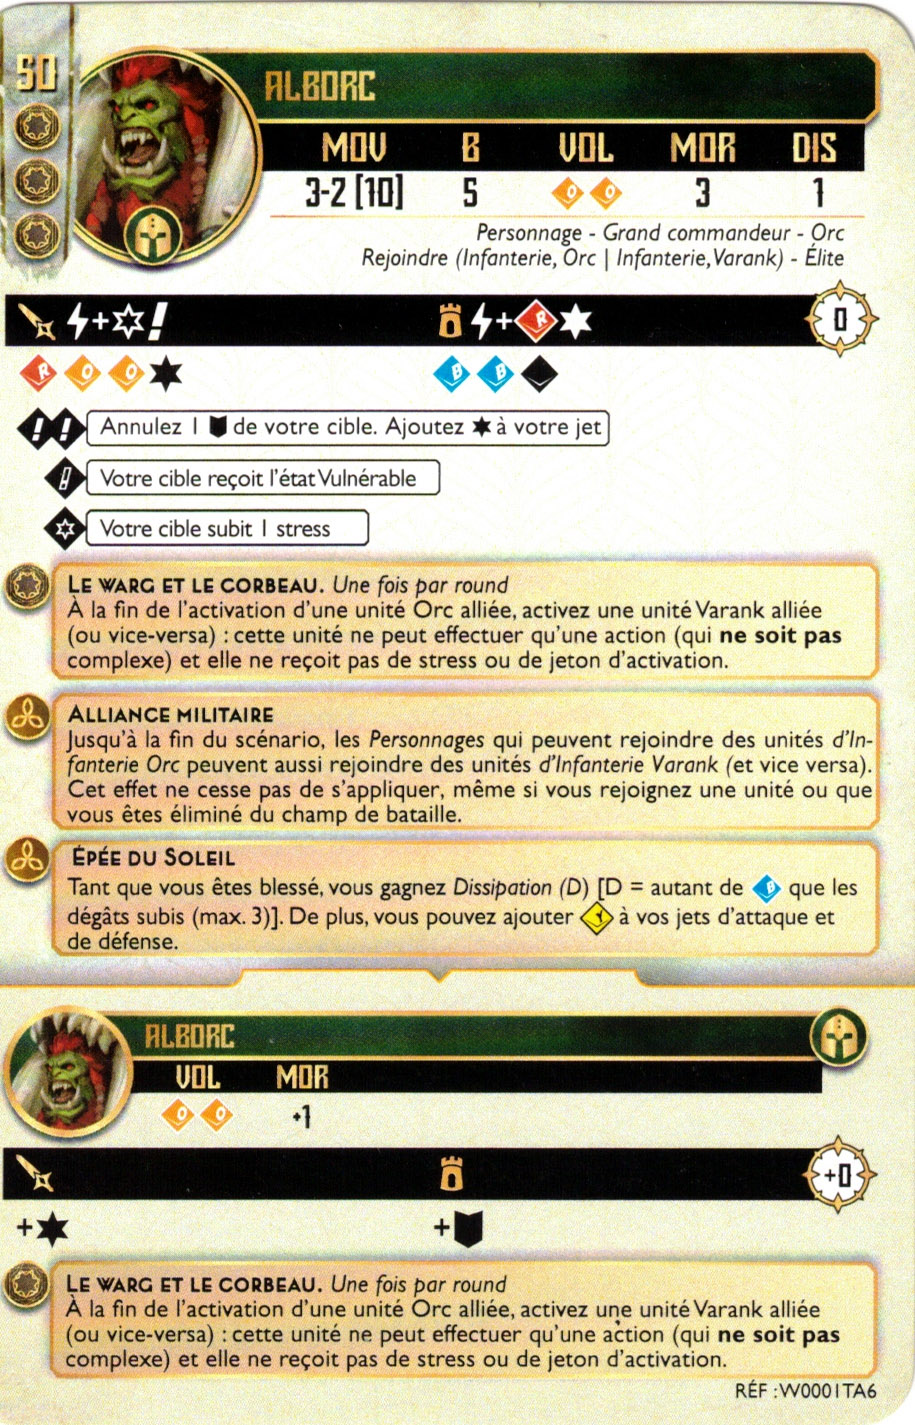 50
ALBORC
MOV B VOL MOR DIS
3-2 [10] 5 O O 3 1
Personnage - Grand commandeur - Orc
Rejoindre (Infanterie, Orc | Infanterie, Varank) - Élite
+ ! + R 0
R O O B B
! ! Annulez 1 de votre cible. Ajoutez à votre jet
! Votre cible reçoit l'état Vulnérable
Votre cible subit 1 stress
LE WARG ET LE CORBEAU. Une fois par round
À la fin de l'activation d'une unité Orc alliée, activez une unité Varank alliée
(ou vice-versa) : cette unité ne peut effectuer qu'une action (qui ne soit pas
complexe) et elle ne reçoit pas de stress ou de jeton d'activation.
ALLIANCE MILITAIRE
Jusqu'à la fin du scénario, les Personnages qui peuvent rejoindre des unités d'In-
fanterie Orc peuvent aussi rejoindre des unités d'Infanterie Varank (et vice versa).
Cet effet ne cesse pas de s'appliquer, même si vous rejoignez une unité ou que
vous êtes éliminé du champ de bataille.
ÉPÉE DU SOLEIL
Tant que vous êtes blessé, vous gagnez Dissipation (D) [D = autant de B que les
dégâts subis (max. 3)]. De plus, vous pouvez ajouter Y à vos jets d'attaque et
de défense.
ALBORC
VOL MOR
O O +1
+0
+ +
LE WARG ET LE CORBEAU. Une fois par round
À la fin de l'activation d'une unité Orc alliée, activez une unité Varank alliée
(ou vice-versa) : cette unité ne peut effectuer qu'une action (qui ne soit pas
complexe) et elle ne reçoit pas de stress ou de jeton d'activation.
RÉF : W0001TA6